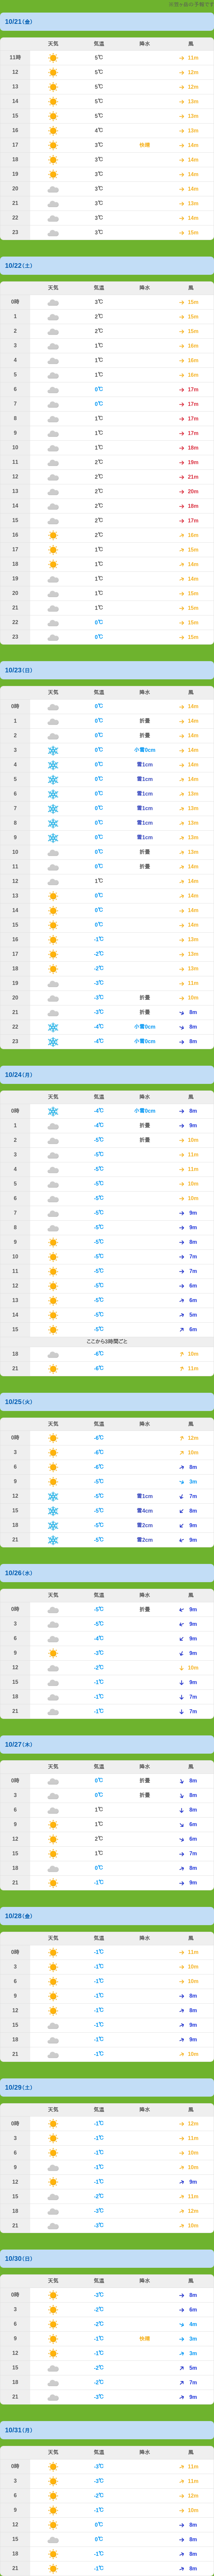 10/21(金)
天気 気温 降水 風
11時 5℃ 11m
12 5℃ 12m
13 5℃ 12m
14 5℃ 13m
15 5℃ 13m
16 4℃ 13m
17 3℃ 快晴 14m
18 3℃ 14m
19 3℃ 14m
20 3℃ 14m
21 3℃ 13m
22 3℃ 14m
23 3℃ 15m
10/22(土)
天気 気温 降水 風
0時 3℃ 15m
1 2℃ 15m
2 2℃ 15m
3 1℃ 16m
4 1℃ 16m
5 1℃ 16m
6 0℃ 17m
7 0℃ 17m
8 1℃ 17m
9 1℃ 17m
10 1℃ 18m
11 2℃ 19m
12 2℃ 21m
13 2℃ 20m
14 2℃ 18m
15 2℃ 17m
16 2℃ 16m
17 1℃ 15m
18 1℃ 14m
19 1℃ 14m
20 1℃ 15m
21 1℃ 15m
22 0℃ 15m
23 0℃ 15m
10/23(日)
天気 気温 降水 風
0時 0℃ 14m
1 0℃ 折畳 14m
2 0℃ 折畳 14m
3 0℃ 小雪0cm 14m
4 0℃ 雪1cm 14m
5 0℃ 雪1cm 14m
6 0℃ 雪1cm 13m
7 0℃ 雪1cm 13m
8 0℃ 雪1cm 13m
9 0℃ 雪1cm 13m
10 0℃ 折畳 13m
11 0℃ 折畳 14m
12 1℃ 14m
13 0℃ 14m
14 0℃ 14m
15 0℃ 14m
16 -1℃ 13m
17 -2℃ 13m
18 -2℃ 12m
19 -3℃ 11m
20 -3℃ 折畳 10m
21 -3℃ 折畳 8m
22 -4℃ 小雪0cm 8m
23 -4℃ 小雪0cm 8m
10/24(月)
天気 気温 降水 風
0時 -4℃ 小雪0cm 8m
1 -4℃ 折畳 9m
2 -5℃ 折畳 10m
3 -5℃ 11m
4 -5℃ 11m
5 -5℃ 10m
6 -5℃ 10m
7 -5℃ 9m
8 -5℃ 9m
9 -5℃ 8m
10 -5℃ 7m
11 -5℃ 7m
12 -5℃ 6m
13 -5℃ 6m
14 -5℃ 5m
15 -5℃ 6m
ここから3時間ごと
18 -6℃ 10m
21 -6℃ 11m
10/25(火)
天気 気温 降水 風
0時 -6℃ 12m
3 -6℃ 10m
6 -6℃ 8m
9 -5℃ 3m
12 -5℃ 雪1cm 7m
15 -5℃ 雪4cm 8m
18 -5℃ 雪2cm 9m
21 -5℃ 雪2cm 9m
10/26(水)
天気 気温 降水 風
0時 -5℃ 折畳 9m
3 -5℃ 9m
6 -4℃ 9m
9 -3℃ 9m
12 -2℃ 10m
15 -1℃ 9m
18 -1℃ 7m
21 -1℃ 7m
10/27(木)
天気 気温 降水 風
0時 0℃ 折畳 8m
3 0℃ 折畳 8m
6 1℃ 8m
9 1℃ 6m
12 2℃ 6m
15 1℃ 7m
18 0℃ 8m
21 -1℃ 9m
10/28(金)
天気 気温 降水 風
0時 -1℃ 11m
3 -1℃ 10m
6 -1℃ 10m
9 -1℃ 8m
12 -1℃ 8m
15 -1℃ 9m
18 -1℃ 9m
21 -1℃ 10m
10/29(土)
天気 気温 降水 風
0時 -1℃ 12m
3 -1℃ 11m
6 -1℃ 10m
9 -1℃ 10m
12 -1℃ 9m
15 -2℃ 11m
18 -3℃ 12m
21 -3℃ 10m
10/30(日)
天気 気温 降水 風
0時 -3℃ 8m
3 -2℃ 6m
6 -2℃ 4m
9 -1℃ 快晴 3m
12 -1℃ 3m
15 -2℃ 5m
18 -2℃ 7m
21 -3℃ 9m
10/31(月)
天気 気温 降水 風
0時 -3℃ 11m
3 -3℃ 11m
6 -2℃ 12m
9 -1℃ 10m
12 0℃ 8m
15 0℃ 8m
18 -1℃ 8m
21 -1℃ 8m